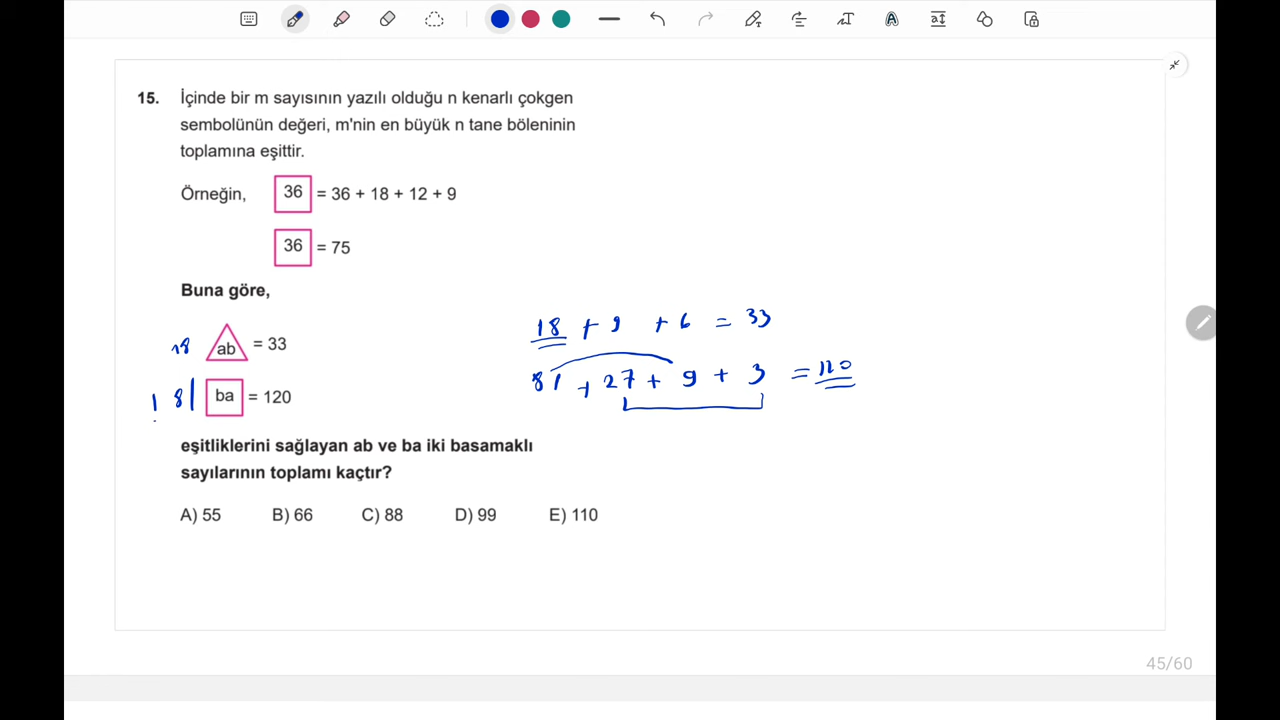 15. İçinde bir m sayısının yazılı olduğu n kenarlı çokgen
sembolünün değeri, m'nin en büyük n tane böleninin
toplamına eşittir.
Örneğin, 36 = 36 + 18 + 12 + 9
36 = 75
Buna göre,
18 + 9 + 6 = 33
18 ab = 33
81 + 27 + 9 + 3 = 120
1 81 ba = 120
eşitliklerini sağlayan ab ve ba iki basamaklı
sayılarının toplamı kaçtır?
A) 55 B) 66 C) 88 D) 99 E) 110
45/60